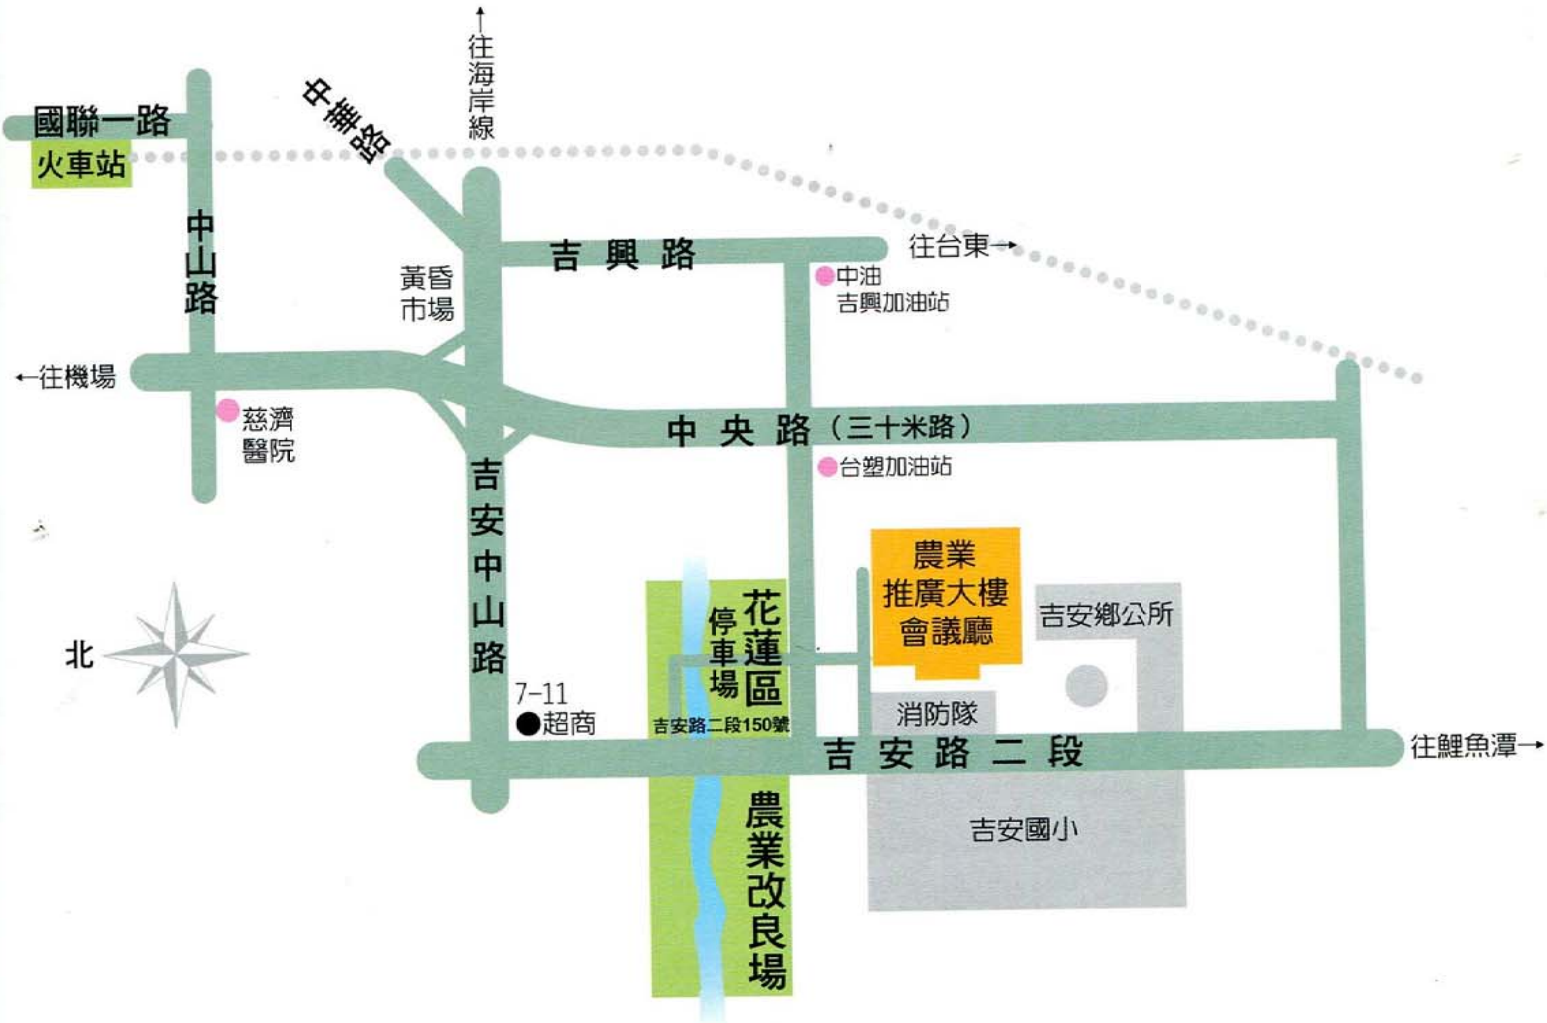 往海岸線
中華路
國聯一路
火車站
中山路
吉興路
往台東
黃昏
市場
中油
吉興加油站
往機場
慈濟
醫院
中央路（三十米路）
台塑加油站
吉安中山路
農業
推廣大樓
會議廳
吉安鄉公所
花蓮區
停車場
北
7-11
超商
吉安路二段150號
消防隊
吉安路二段
往鯉魚潭
農業改良場
吉安國小